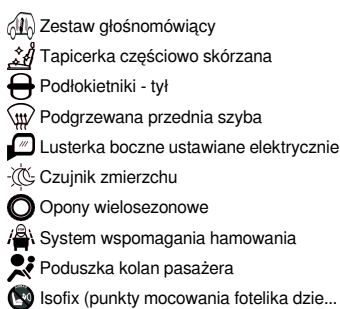 Zestaw głośnomówiący
Tapicerka częściowo skórzana
Podłokietniki - tył
Podgrzewana przednia szyba
Lusterka boczne ustawiane elektrycznie
Czujnik zmierzchu
Opony wielosezonowe
System wspomagania hamowania
Poduszka kolan pasażera
Isofix (punkty mocowania fotelika dzie...